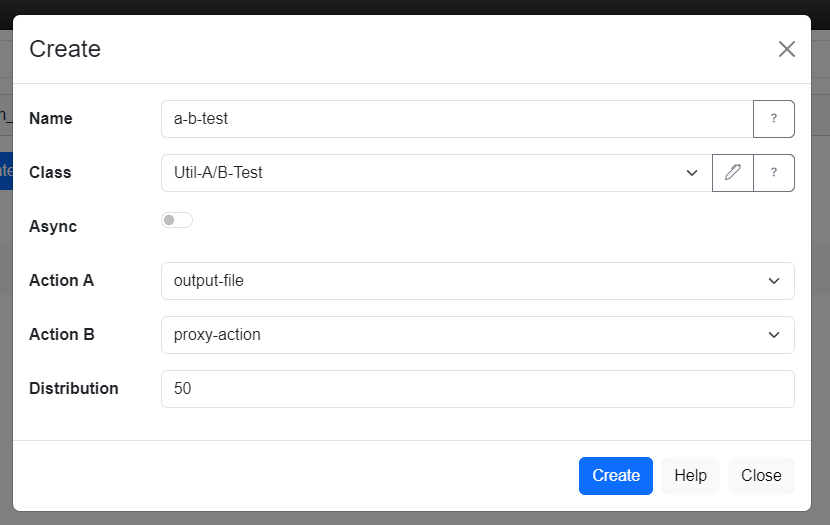 Create
Name a-b-test ?
Class Util-A/B-Test ?
Async
Action A output-file
Action B proxy-action
Distribution 50
Create Help Close